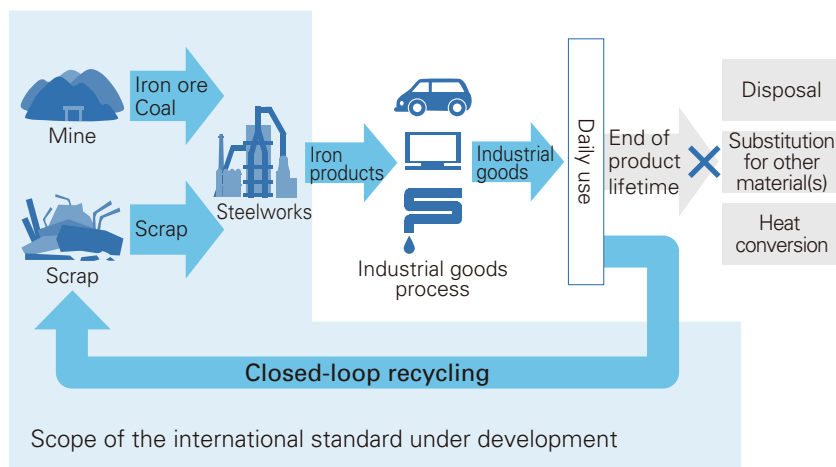 Iron ore
Coal
Mine
Scrap
Scrap
Steelworks
Iron
products
Industrial goods
process
Industrial
goods
Daily use
End of
product
lifetime
Disposal
Substitution
for other
material(s)
Heat
conversion
Closed-loop recycling
Scope of the international standard under development